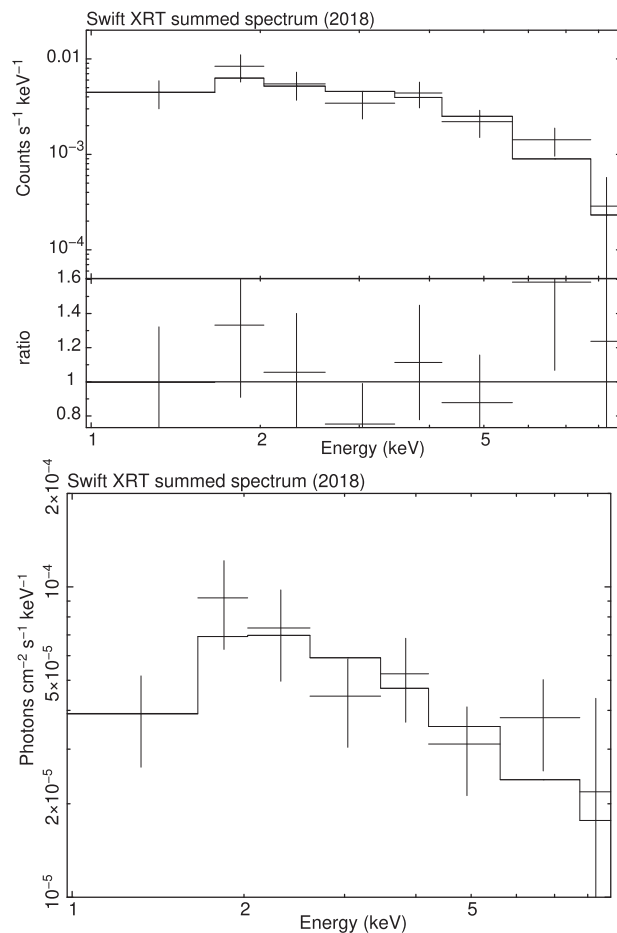 Swift XRT summed spectrum (2018)
Counts s⁻¹ keV⁻¹
0.01
10⁻³
10⁻⁴
ratio
1.6
1.4
1.2
1
0.8
1
2
5
Energy (keV)
Swift XRT summed spectrum (2018)
Photons cm⁻² s⁻¹ keV⁻¹
2×10⁻⁴
10⁻⁴
5×10⁻⁵
2×10⁻⁵
10⁻⁵
1
2
5
Energy (keV)